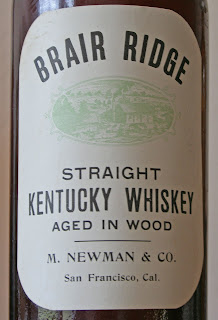 BRAIR RIDGE
STRAIGHT
KENTUCKY WHISKEY
AGED IN WOOD
M. NEWMAN & CO.
San Francisco, Cal.